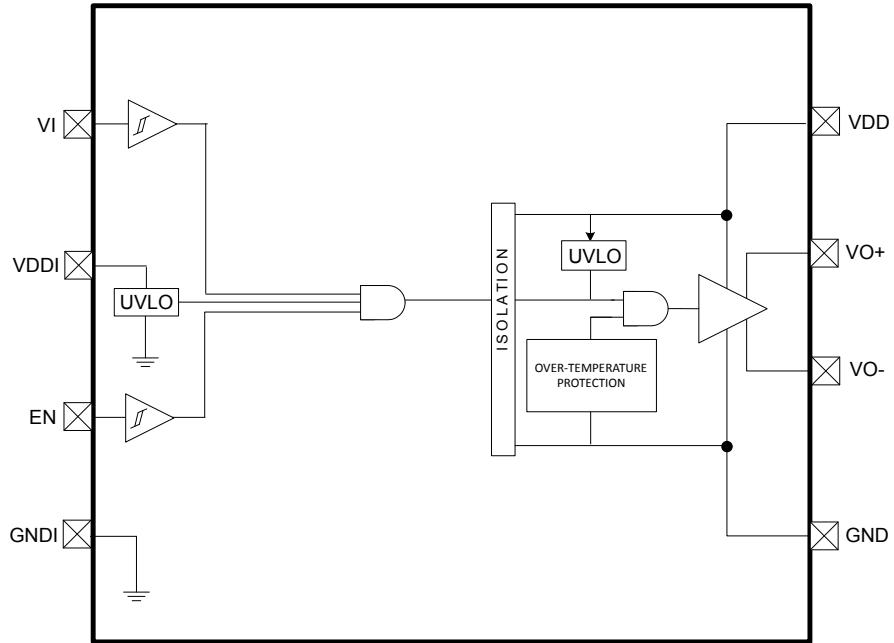 VI
VDD
VDDI
UVLO
ISOLATION
UVLO
VO+
OVER-TEMPERATURE
PROTECTION
VO-
EN
GNDI
GND